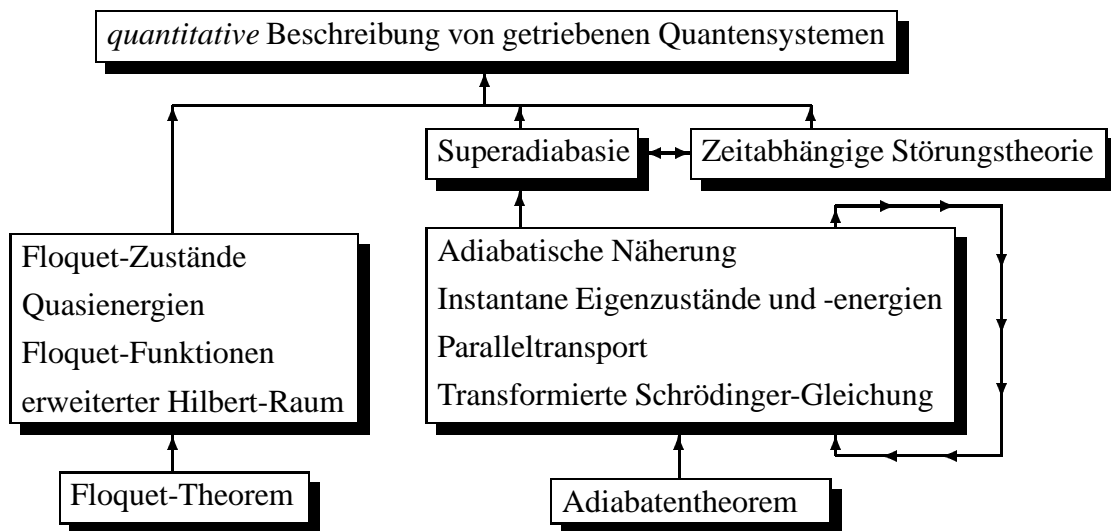 quantitative Beschreibung von getriebenen Quantensystemen
Superadiabasie
Zeitabhängige Störungstheorie
Floquet-Zustände
Quasienergien
Floquet-Funktionen
erweiterter Hilbert-Raum
Adiabatische Näherung
Instantane Eigenzustände und -energien
Paralleltransport
Transformierte Schrödinger-Gleichung
Floquet-Theorem
Adiabatentheorem